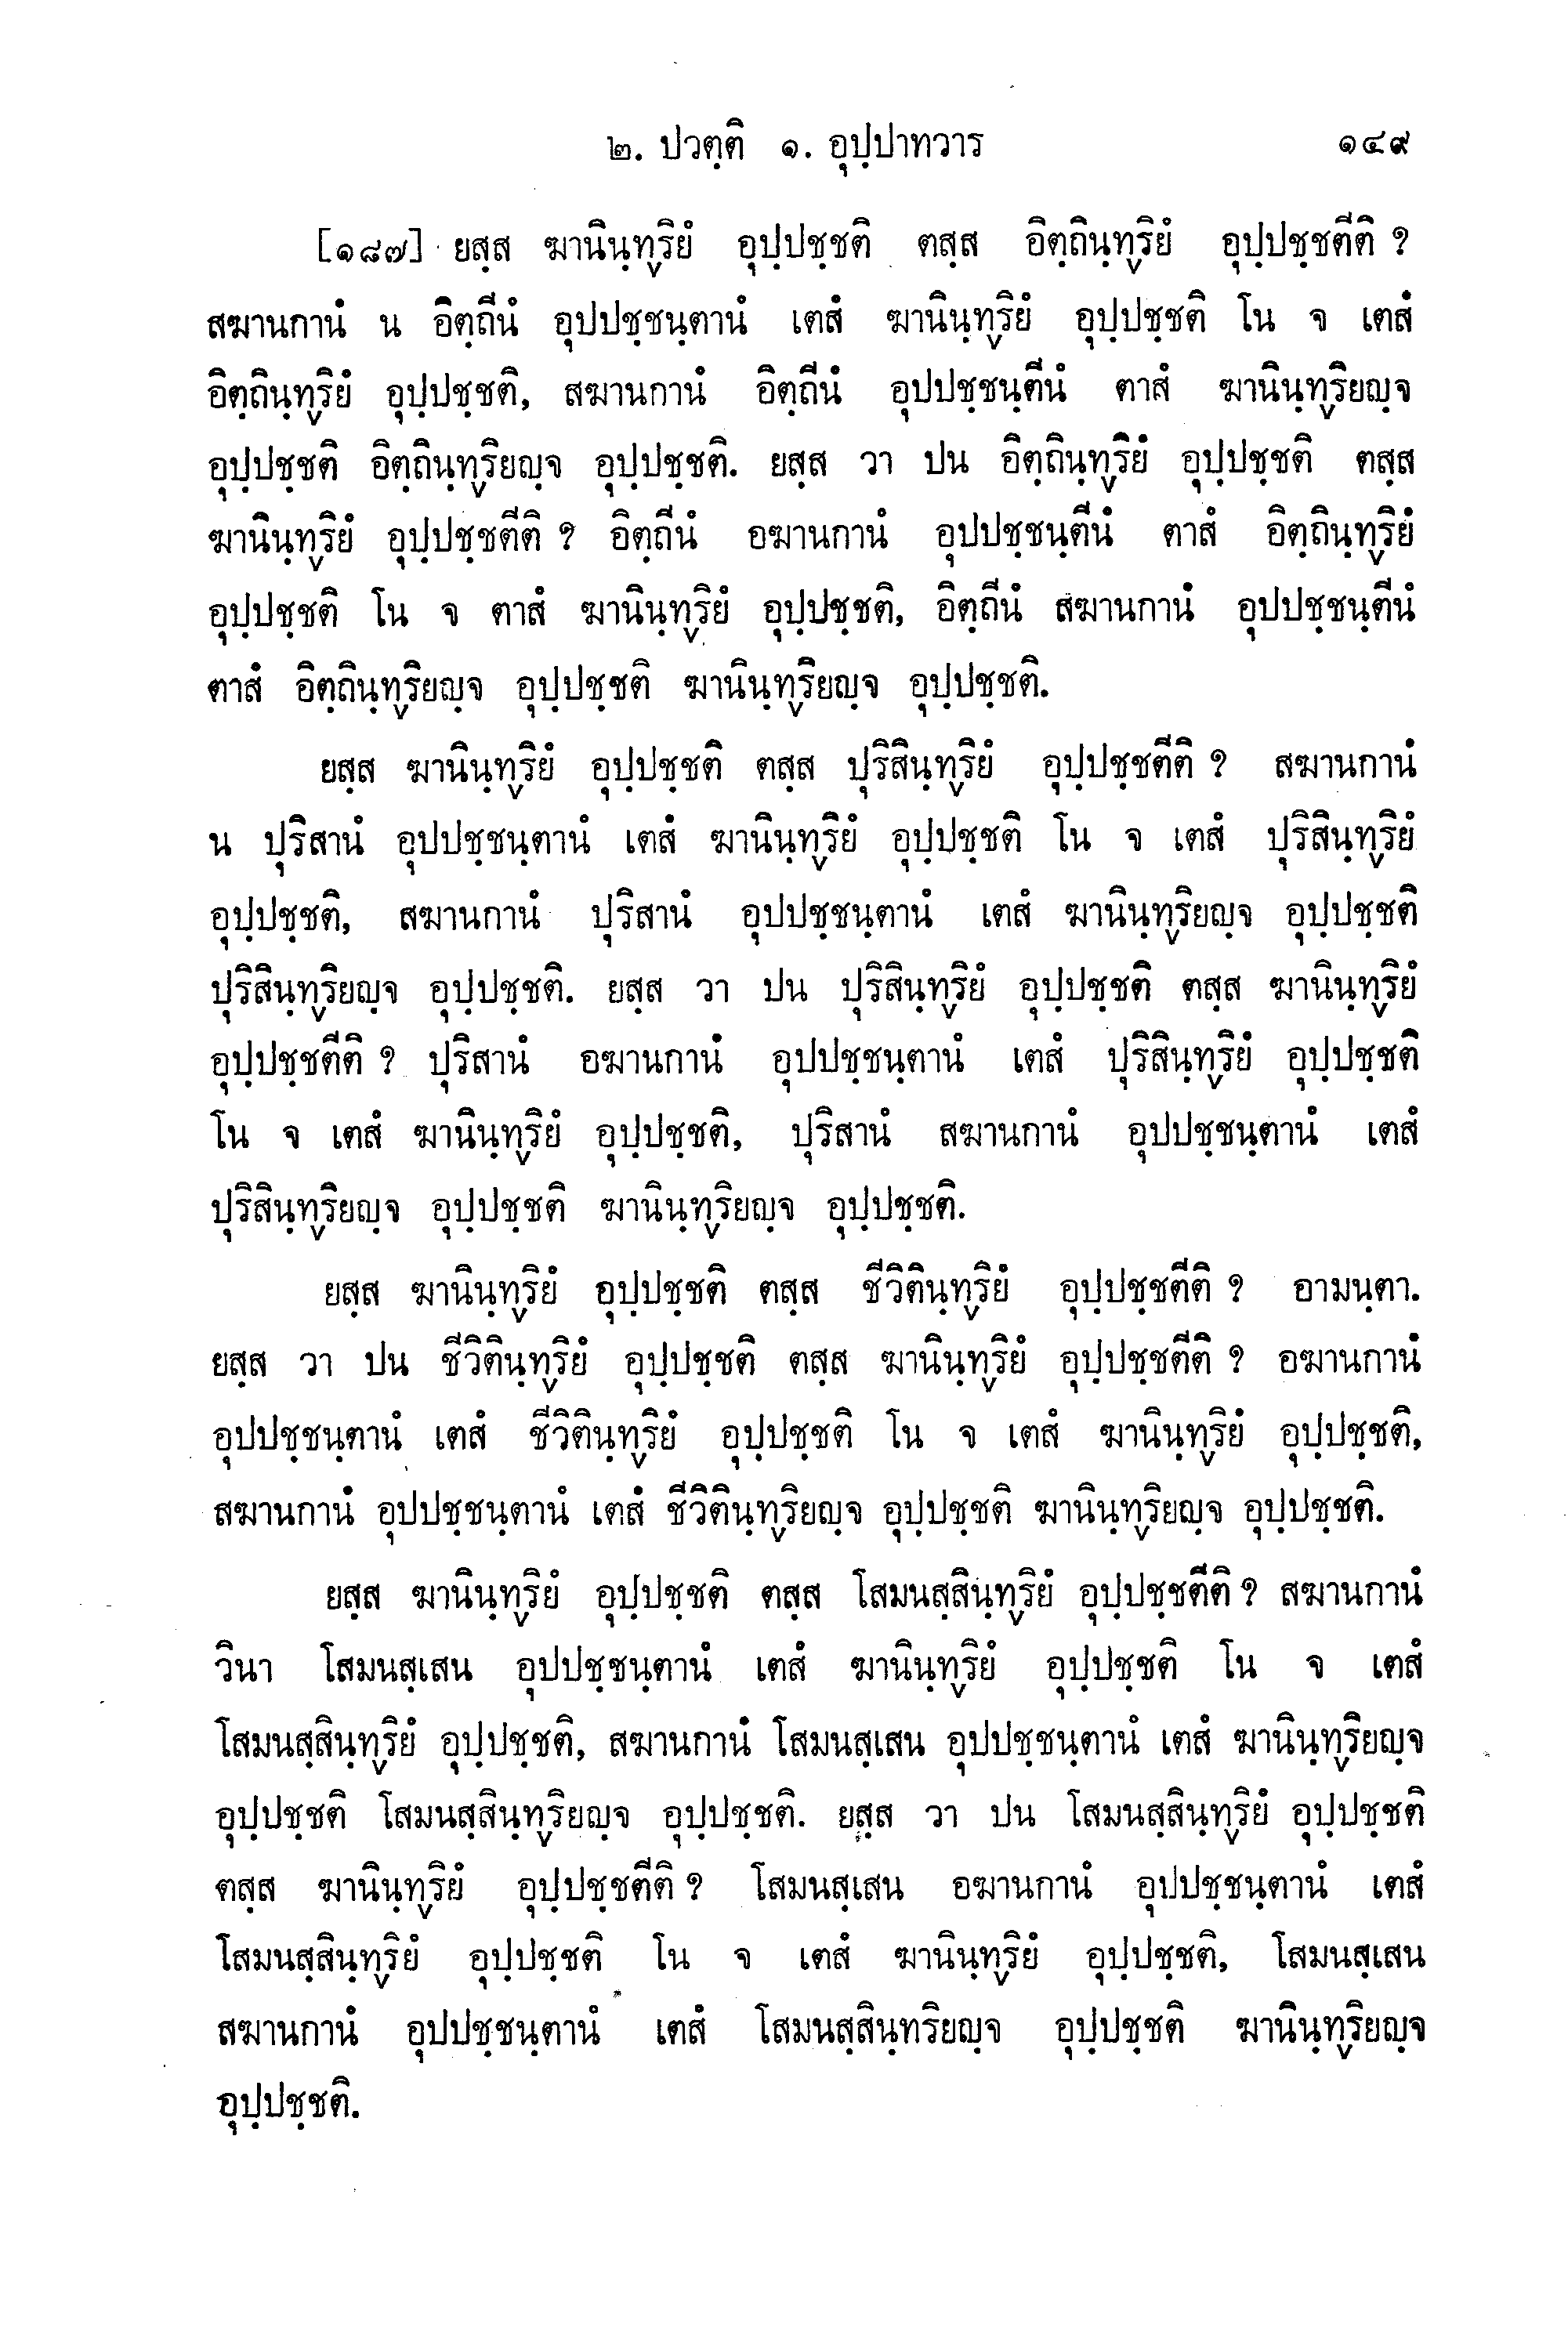 ๒. ปวตฺติ ๑. อุปฺปาทวาร ๑๔๙
[๑๘๗] ยสฺส ฆานินฺทฺริยํ อุปฺปชฺชติ ตสฺส อิตฺถินฺทฺริยํ อุปฺปชฺชตีติ ?
สฆานกานํ น อิตฺถีนํ อุปปชฺชนฺตานํ เตสํ ฆานินฺทฺริยํ อุปฺปชฺชติ โน จ เตสํ
อิตฺถินฺทฺริยํ อุปฺปชฺชติ, สฆานกานํ อิตฺถีนํ อุปปชฺชนฺตีนํ ตาสํ ฆานินฺทฺริยญฺจ
อุปฺปชฺชติ อิตฺถินฺทฺริยญฺจ อุปฺปชฺชติ. ยสฺส วา ปน อิตฺถินฺทฺริยํ อุปฺปชฺชติ ตสฺส
ฆานินฺทฺริยํ อุปฺปชฺชตีติ ? อิตฺถีนํ อฆานกานํ อุปปชฺชนฺตีนํ ตาสํ อิตฺถินฺทฺริยํ
อุปฺปชฺชติ โน จ ตาสํ ฆานินฺทฺริยํ อุปฺปชฺชติ, อิตฺถีนํ สฆานกานํ อุปปชฺชนฺตีนํ
ตาสํ อิตฺถินฺทฺริยญฺจ อุปฺปชฺชติ ฆานินฺทฺริยญฺจ อุปฺปชฺชติ.
ยสฺส ฆานินฺทฺริยํ อุปฺปชฺชติ ตสฺส ปุริสินฺทฺริยํ อุปฺปชฺชตีติ ? สฆานกานํ
น ปุริสานํ อุปปชฺชนฺตานํ เตสํ ฆานินฺทฺริยํ อุปฺปชฺชติ โน จ เตสํ ปุริสินฺทฺริยํ
อุปฺปชฺชติ, สฆานกานํ ปุริสานํ อุปปชฺชนฺตานํ เตสํ ฆานินฺทฺริยญฺจ อุปฺปชฺชติ
ปุริสินฺทฺริยญฺจ อุปฺปชฺชติ. ยสฺส วา ปน ปุริสินฺทฺริยํ อุปฺปชฺชติ ตสฺส ฆานินฺทฺริยํ
อุปฺปชฺชตีติ ? ปุริสานํ อฆานกานํ อุปปชฺชนฺตานํ เตสํ ปุริสินฺทฺริยํ อุปฺปชฺชติ
โน จ เตสํ ฆานินฺทฺริยํ อุปฺปชฺชติ, ปุริสานํ สฆานกานํ อุปปชฺชนฺตานํ เตสํ
ปุริสินฺทฺริยญฺจ อุปฺปชฺชติ ฆานินฺทฺริยญฺจ อุปฺปชฺชติ.
ยสฺส ฆานินฺทฺริยํ อุปฺปชฺชติ ตสฺส ชีวิตินฺทฺริยํ อุปฺปชฺชตีติ ? อามนฺตา.
ยสฺส วา ปน ชีวิตินฺทฺริยํ อุปฺปชฺชติ ตสฺส ฆานินฺทฺริยํ อุปฺปชฺชตีติ ? อฆานกานํ
อุปปชฺชนฺตานํ เตสํ ชีวิตินฺทฺริยํ อุปฺปชฺชติ โน จ เตสํ ฆานินฺทฺริยํ อุปฺปชฺชติ,
สฆานกานํ อุปปชฺชนฺตานํ เตสํ ชีวิตินฺทฺริยญฺจ อุปฺปชฺชติ ฆานินฺทฺริยญฺจ อุปฺปชฺชติ.
ยสฺส ฆานินฺทฺริยํ อุปฺปชฺชติ ตสฺส โสมนสฺสินฺทฺริยํ อุปฺปชฺชตีติ ? สฆานกานํ
วินา โสมนสฺเสน อุปปชฺชนฺตานํ เตสํ ฆานินฺทฺริยํ อุปฺปชฺชติ โน จ เตสํ
โสมนสฺสินฺทฺริยํ อุปฺปชฺชติ, สฆานกานํ โสมนสฺเสน อุปปชฺชนฺตานํ เตสํ ฆานินฺทฺริยญฺจ
อุปฺปชฺชติ โสมนสฺสินฺทฺริยญฺจ อุปฺปชฺชติ. ยสฺส วา ปน โสมนสฺสินฺทฺริยํ อุปฺปชฺชติ
ตสฺส ฆานินฺทฺริยํ อุปฺปชฺชตีติ ? โสมนสฺเสน อฆานกานํ อุปปชฺชนฺตานํ เตสํ
โสมนสฺสินฺทฺริยํ อุปฺปชฺชติ โน จ เตสํ ฆานินฺทฺริยํ อุปฺปชฺชติ, โสมนสฺเสน
สฆานกานํ อุปปชฺชนฺตานํ เตสํ โสมนสฺสินฺทริยญฺจ อุปฺปชฺชติ ฆานินฺทฺริยญฺจ
อุปฺปชฺชติ.